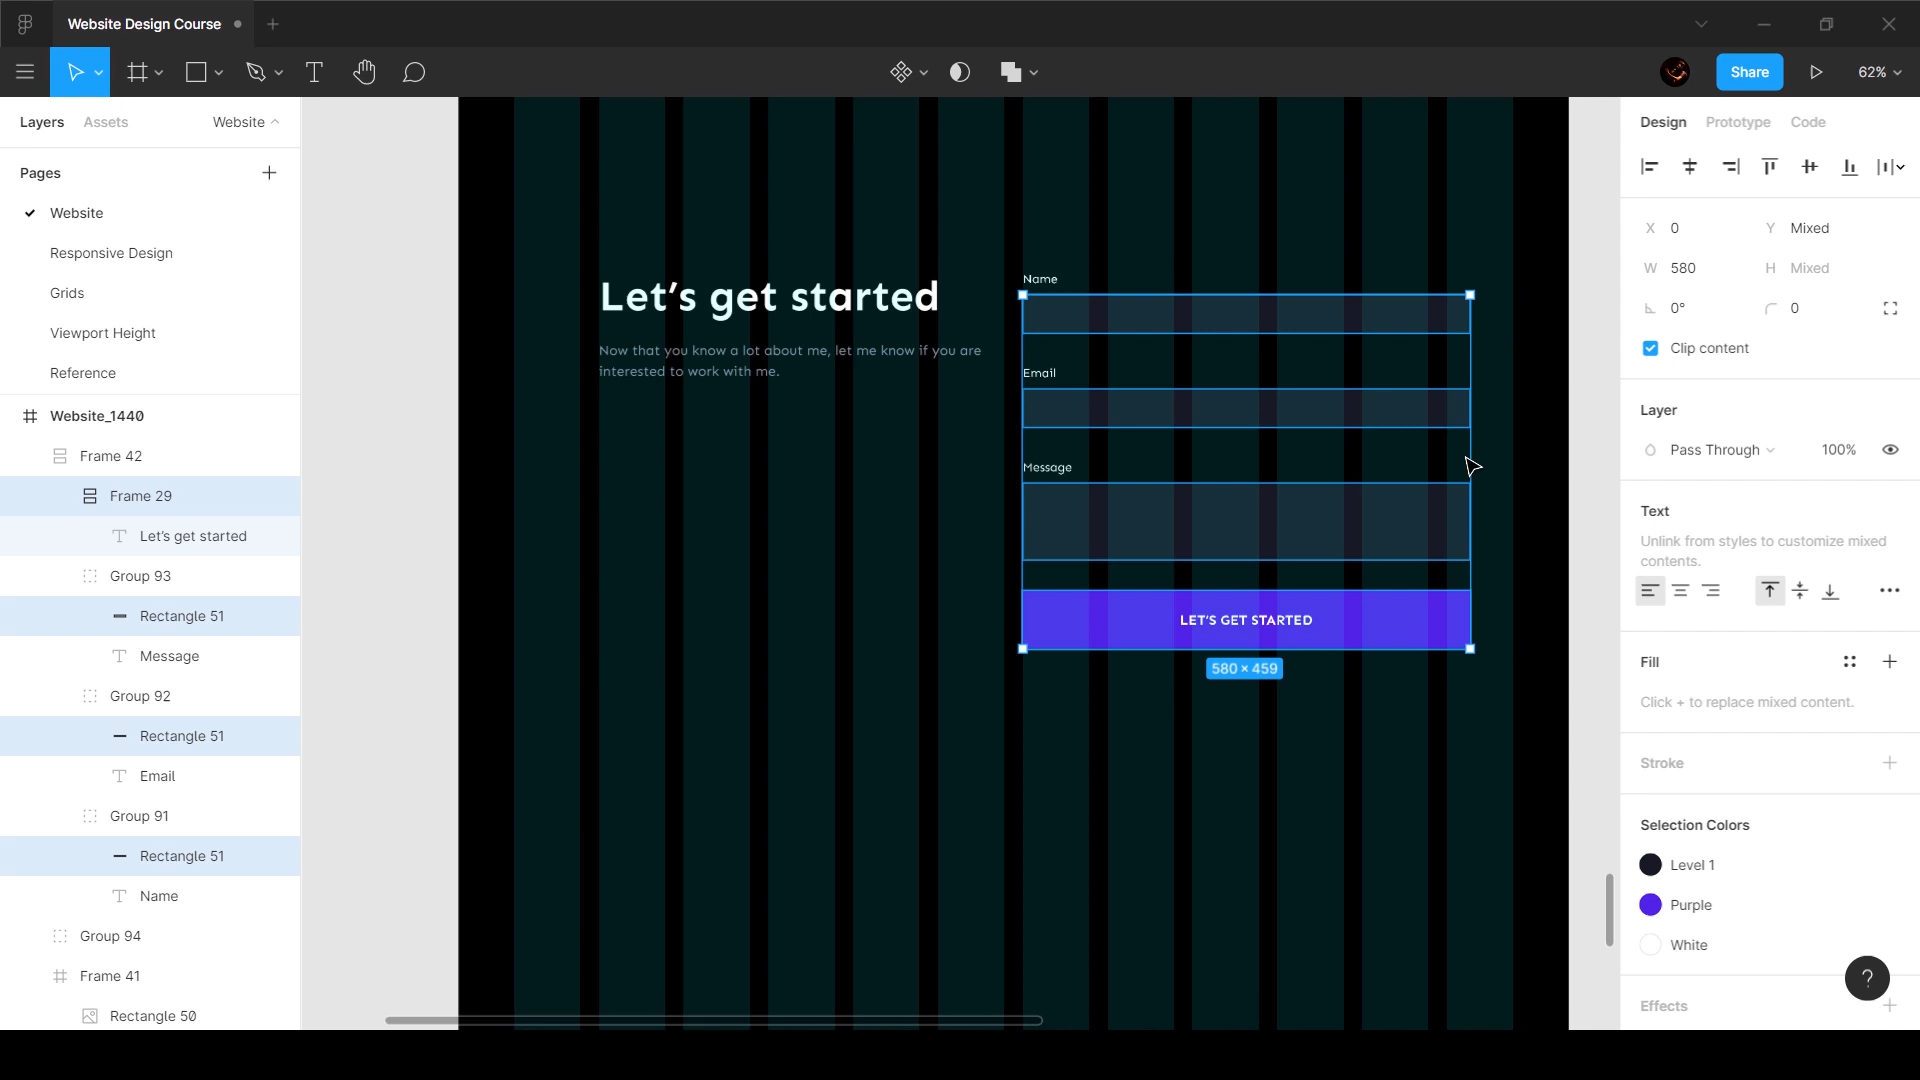 Website Design Course
Share
62%
Layers
Assets
Website
Pages
Website
Responsive Design
Grids
Viewport Height
Reference
Website_1440
Frame 42
Frame 29
Let's get started
Group 93
Rectangle 51
Message
Group 92
Rectangle 51
Email
Group 91
Rectangle 51
Name
Group 94
Frame 41
Rectangle 50
Let's get started
Now that you know a lot about me, let me know if you are
interested to work with me.
Name
Email
Message
LET'S GET STARTED
580 × 459
Design
Prototype
Code
X 0
Y Mixed
W 580
H Mixed
0°
0
Clip content
Layer
Pass Through
100%
Text
Unlink from styles to customize mixed
contents.
Fill
Click + to replace mixed content.
Stroke
Selection Colors
Level 1
Purple
White
Effects
?